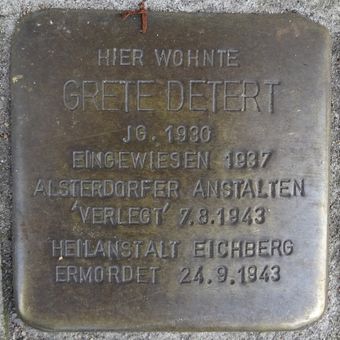 HIER WOHNTE
GRETE DETERT
JG. 1930
EINGEWIESEN 1937
ALSTERDORFER ANSTALTEN
'VERLEGT' 7.8.1943
HEILANSTALT EICHBERG
ERMORDET 24.9.1943